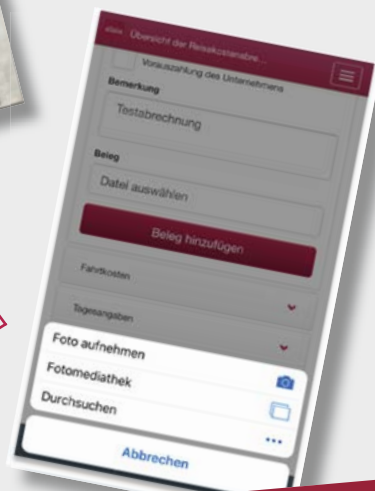 Übersicht der Reisekostenabre...
Vorauszahlung des Unternehmens
Bemerkung
Testabrechnung
Beleg
Datei auswählen
Beleg hinzufügen
Fahrtkosten
Tagesangaben
Foto aufnehmen
Fotomediathek
Durchsuchen
Abbrechen